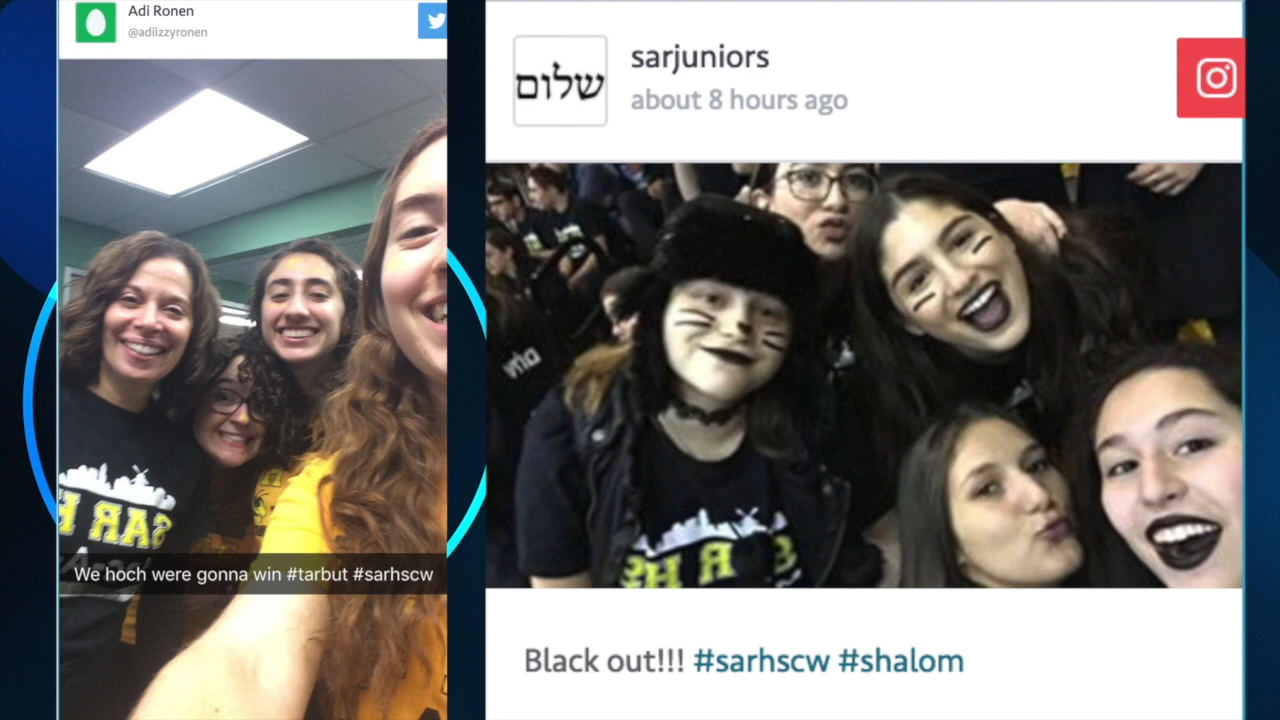 Adi Ronen
@adiizzyronen
SAR H
We hoch were gonna win #tarbut #sarhscw
שלום
sarjuniors
about 8 hours ago
Black out!!! #sarhscw #shalom